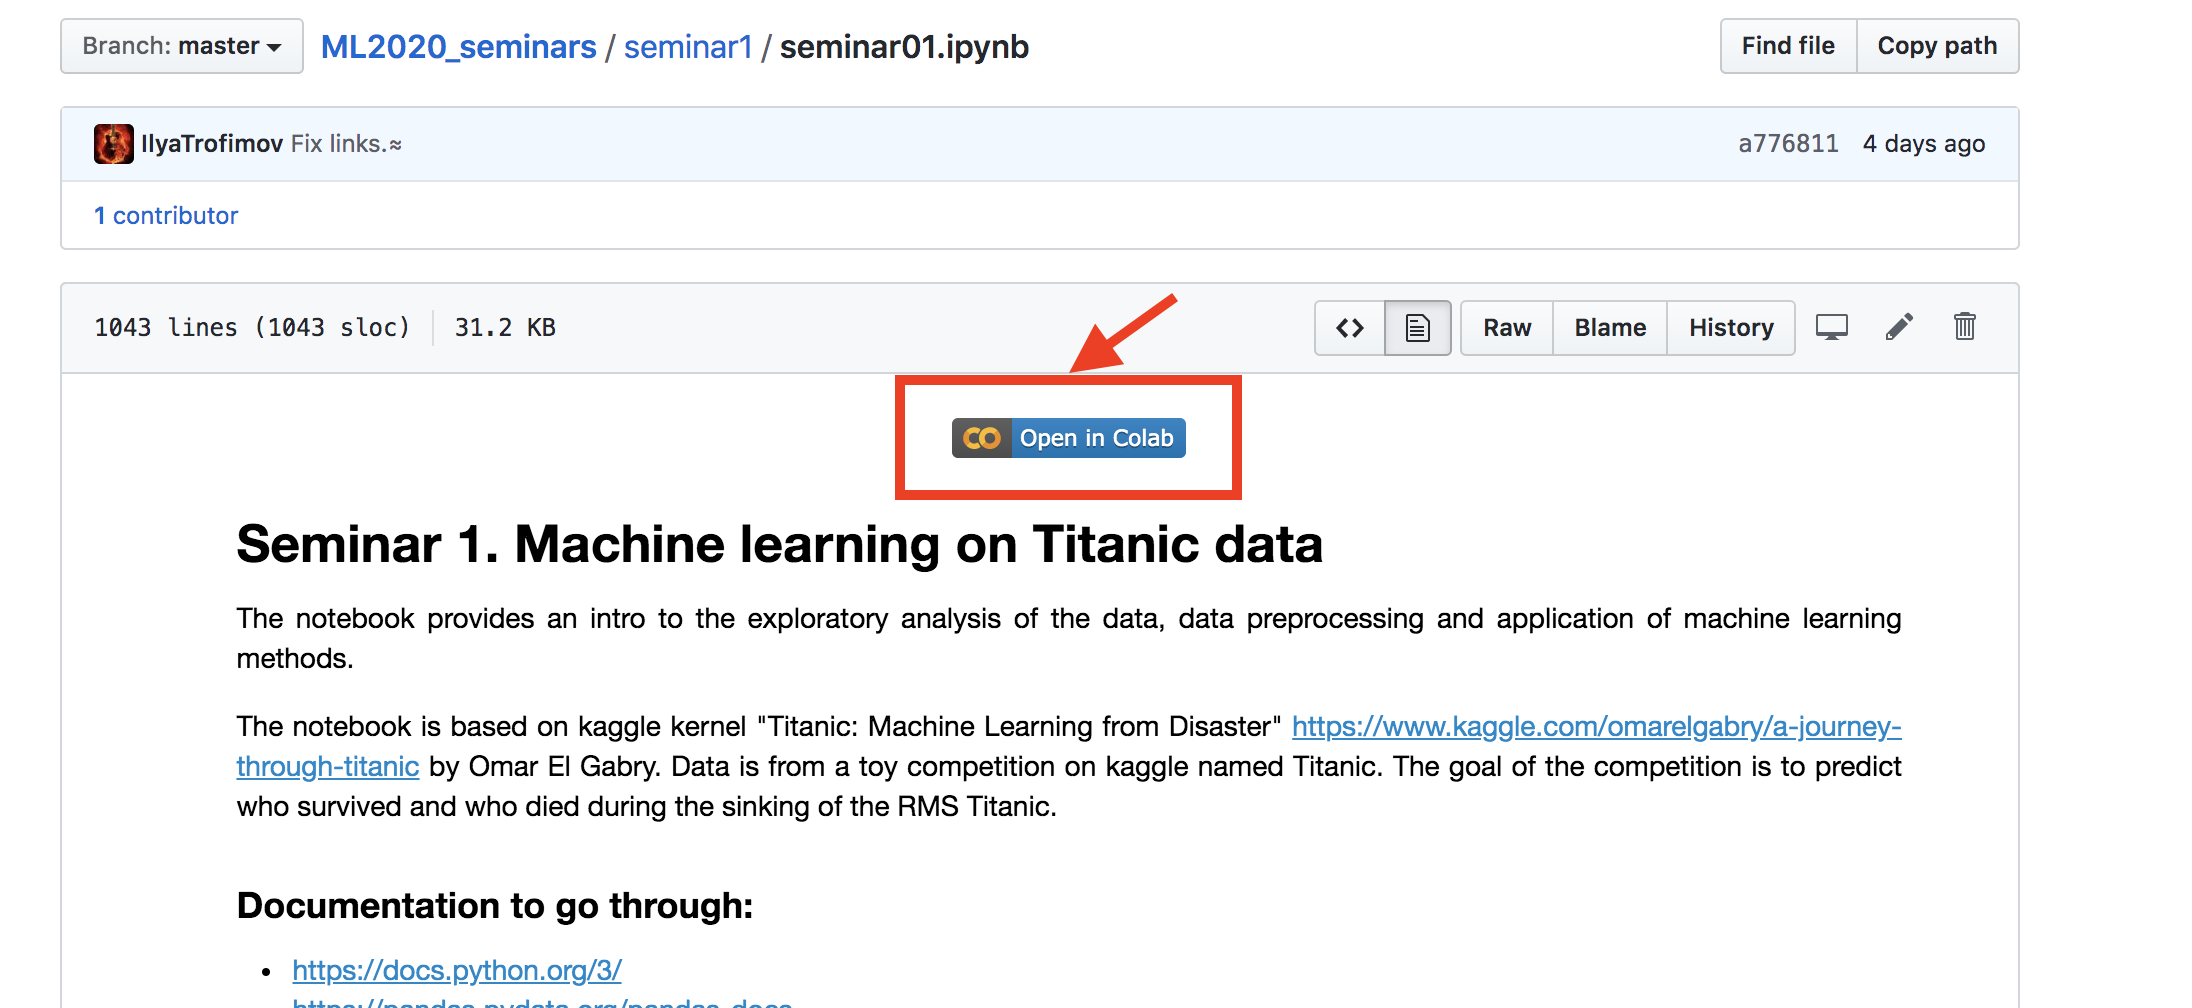 Branch: master ML2020_seminars / seminar1 / seminar01.ipynb Find file Copy path
IlyaTrofimov Fix links.≈ a776811 4 days ago
1 contributor
1043 lines (1043 sloc) 31.2 KB <> Raw Blame History
CO Open in Colab
Seminar 1. Machine learning on Titanic data
The notebook provides an intro to the exploratory analysis of the data, data preprocessing and application of machine learning
methods.
The notebook is based on kaggle kernel "Titanic: Machine Learning from Disaster" https://www.kaggle.com/omarelgabry/a-journey-
through-titanic by Omar El Gabry. Data is from a toy competition on kaggle named Titanic. The goal of the competition is to predict
who survived and who died during the sinking of the RMS Titanic.
Documentation to go through:
• https://docs.python.org/3/
https://pandas.pydata.org/pandas-docs